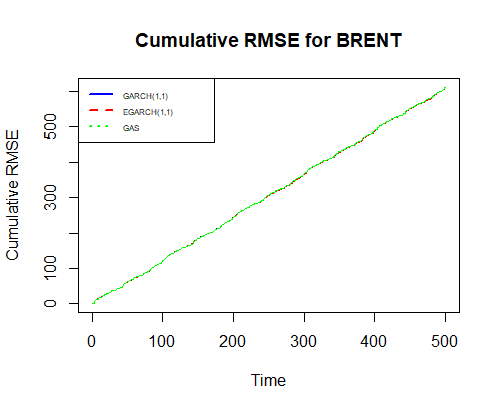 Cumulative RMSE for BRENT
GARCH(1,1)
EGARCH(1,1)
GAS
Cumulative RMSE
500
300
100
0
0 100 200 300 400 500
Time